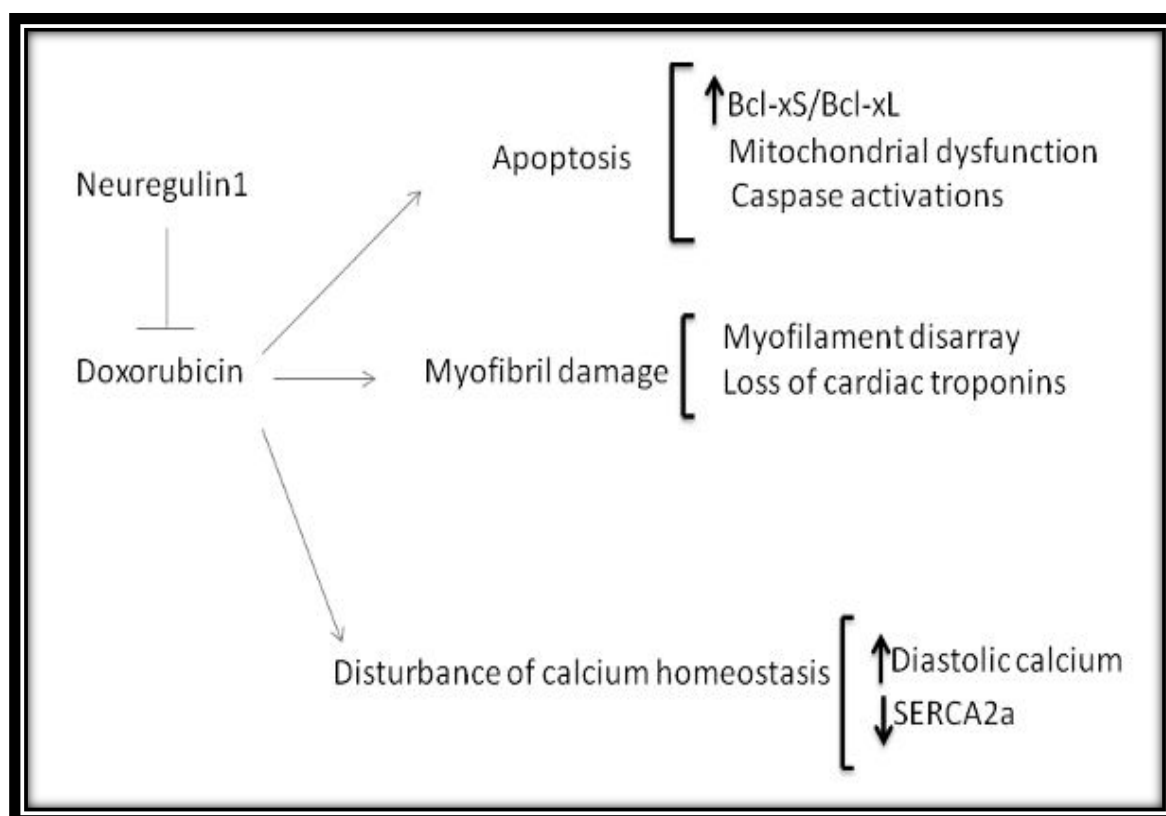 Neuregulin1
Doxorubicin
Apoptosis
↑Bcl-xS/Bcl-xL
Mitochondrial dysfunction
Caspase activations
Myofibril damage
Myofilament disarray
Loss of cardiac troponins
Disturbance of calcium homeostasis
↑Diastolic calcium
↓SERCA2a